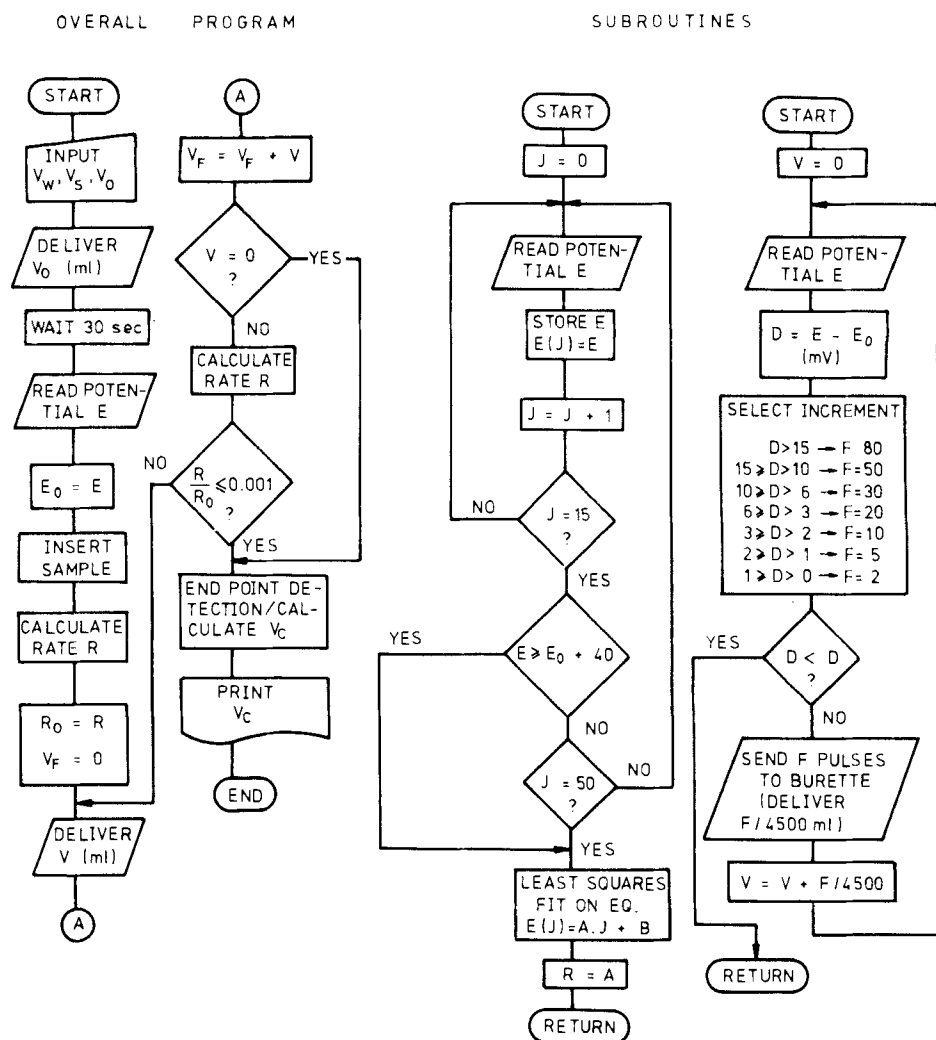 OVERALL PROGRAM
SUBROUTINES
START
INPUT
V_W, V_S, V_O
DELIVER
V_O (ml)
WAIT 30 sec
READ POTEN-
TIAL E
E_O = E
INSERT
SAMPLE
CALCULATE
RATE R
R_O = R
V_F = 0
DELIVER
V (ml)
A
A
V_F = V_F + V
V = 0
?
YES
NO
CALCULATE
RATE R
NO
R/R_O ≤ 0.001
?
YES
END POINT DE-
TECTION/CAL-
CULATE V_C
PRINT
V_C
END
START
J = 0
READ POTEN-
TIAL E
STORE E
E(J)=E
J = J + 1
NO
J = 15
?
YES
YES
E ≥ E_O + 40
NO
J = 50
?
NO
YES
LEAST SQUARES
FIT ON EQ.
E(J)=A.J + B
R = A
RETURN
START
V = 0
READ POTEN-
TIAL E
D = E - E_O
(mV)
SELECT INCREMENT
D>15 → F 80
15 ≥ D>10 → F=50
10 ≥ D> 6 → F=30
6 ≥ D> 3 → F=20
3 ≥ D> 2 → F=10
2 ≥ D> 1 → F= 5
1 ≥ D> 0 → F= 2
YES
D < D
?
NO
SEND F PULSES
TO BURETTE
(DELIVER
F/4500 ml)
V = V + F/4500
RETURN